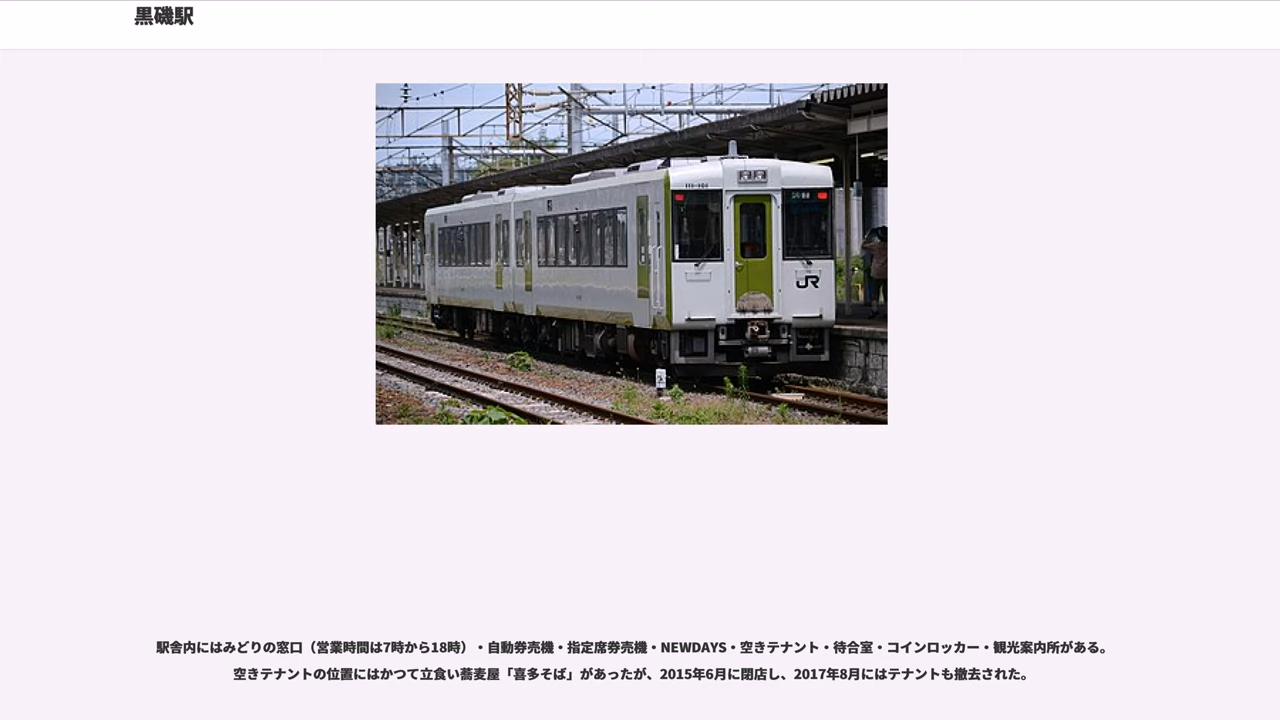 黒磯駅
JR
駅舎内にはみどりの窓口（営業時間は7時から18時）・自動券売機・指定席券売機・NEWDAYS・空きテナント・待合室・コインロッカー・観光案内所がある。
空きテナントの位置にはかつて立食い蕎麦屋「喜多そば」があったが、2015年6月に閉店し、2017年8月にはテナントも撤去された。